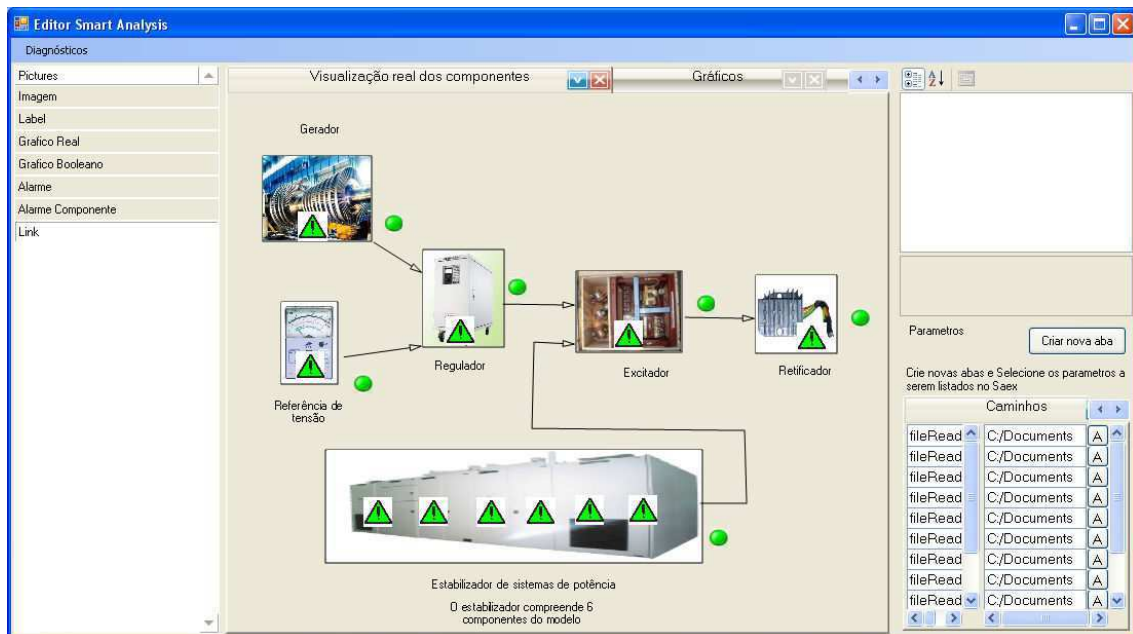 Editor Smart Analysis
Diagnósticos
Pictures
Imagem
Label
Grafico Real
Grafico Booleano
Alarme
Alarme Componente
Link
Visualização real dos componentes
Gráficos
Gerador
Regulador
Excitador
Retificador
Referência de
tensão
Estabilizador de sistemas de potência
O estabilizador compreende 6
componentes do modelo
Parametros
Criar nova aba
Crie novas abas e Selecione os parametros a
serem listados no Saex
Caminhos
fileRead C:/Documents A
fileRead C:/Documents A
fileRead C:/Documents A
fileRead C:/Documents A
fileRead C:/Documents A
fileRead C:/Documents A
fileRead C:/Documents A
fileRead C:/Documents A
fileRead C:/Documents A